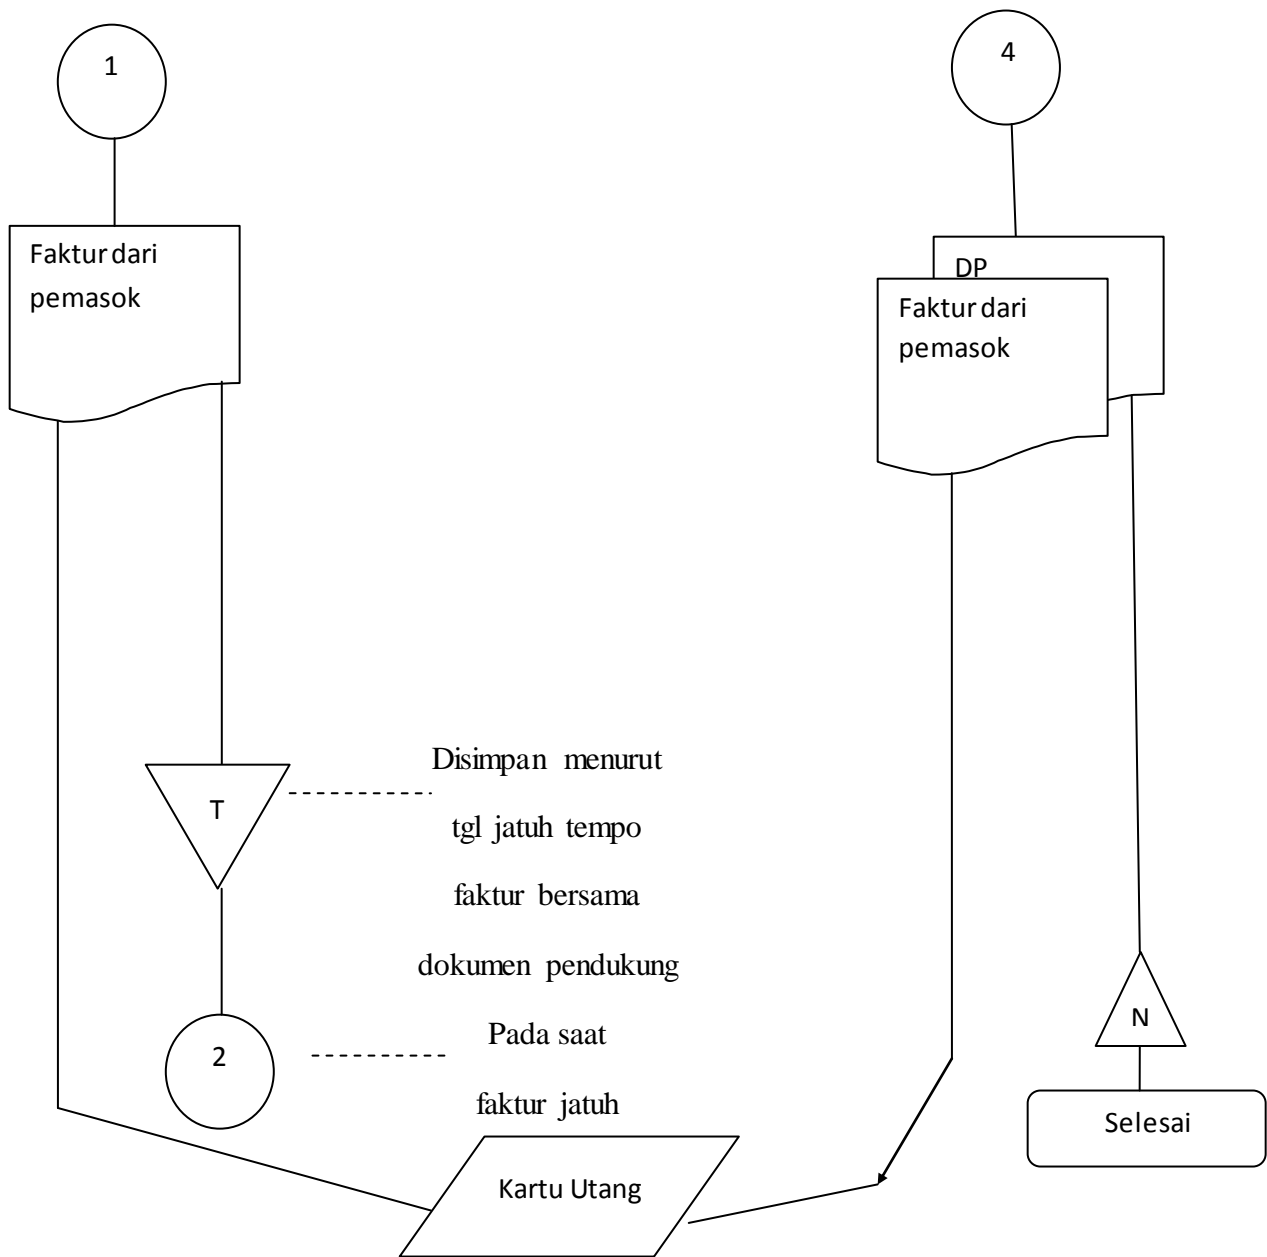 1
4
Faktur dari
pemasok
DP
Faktur dari
pemasok
Disimpan menurut
T
tgl jatuh tempo
faktur bersama
dokumen pendukung
N
2
Pada saat
faktur jatuh
Selesai
Kartu Utang